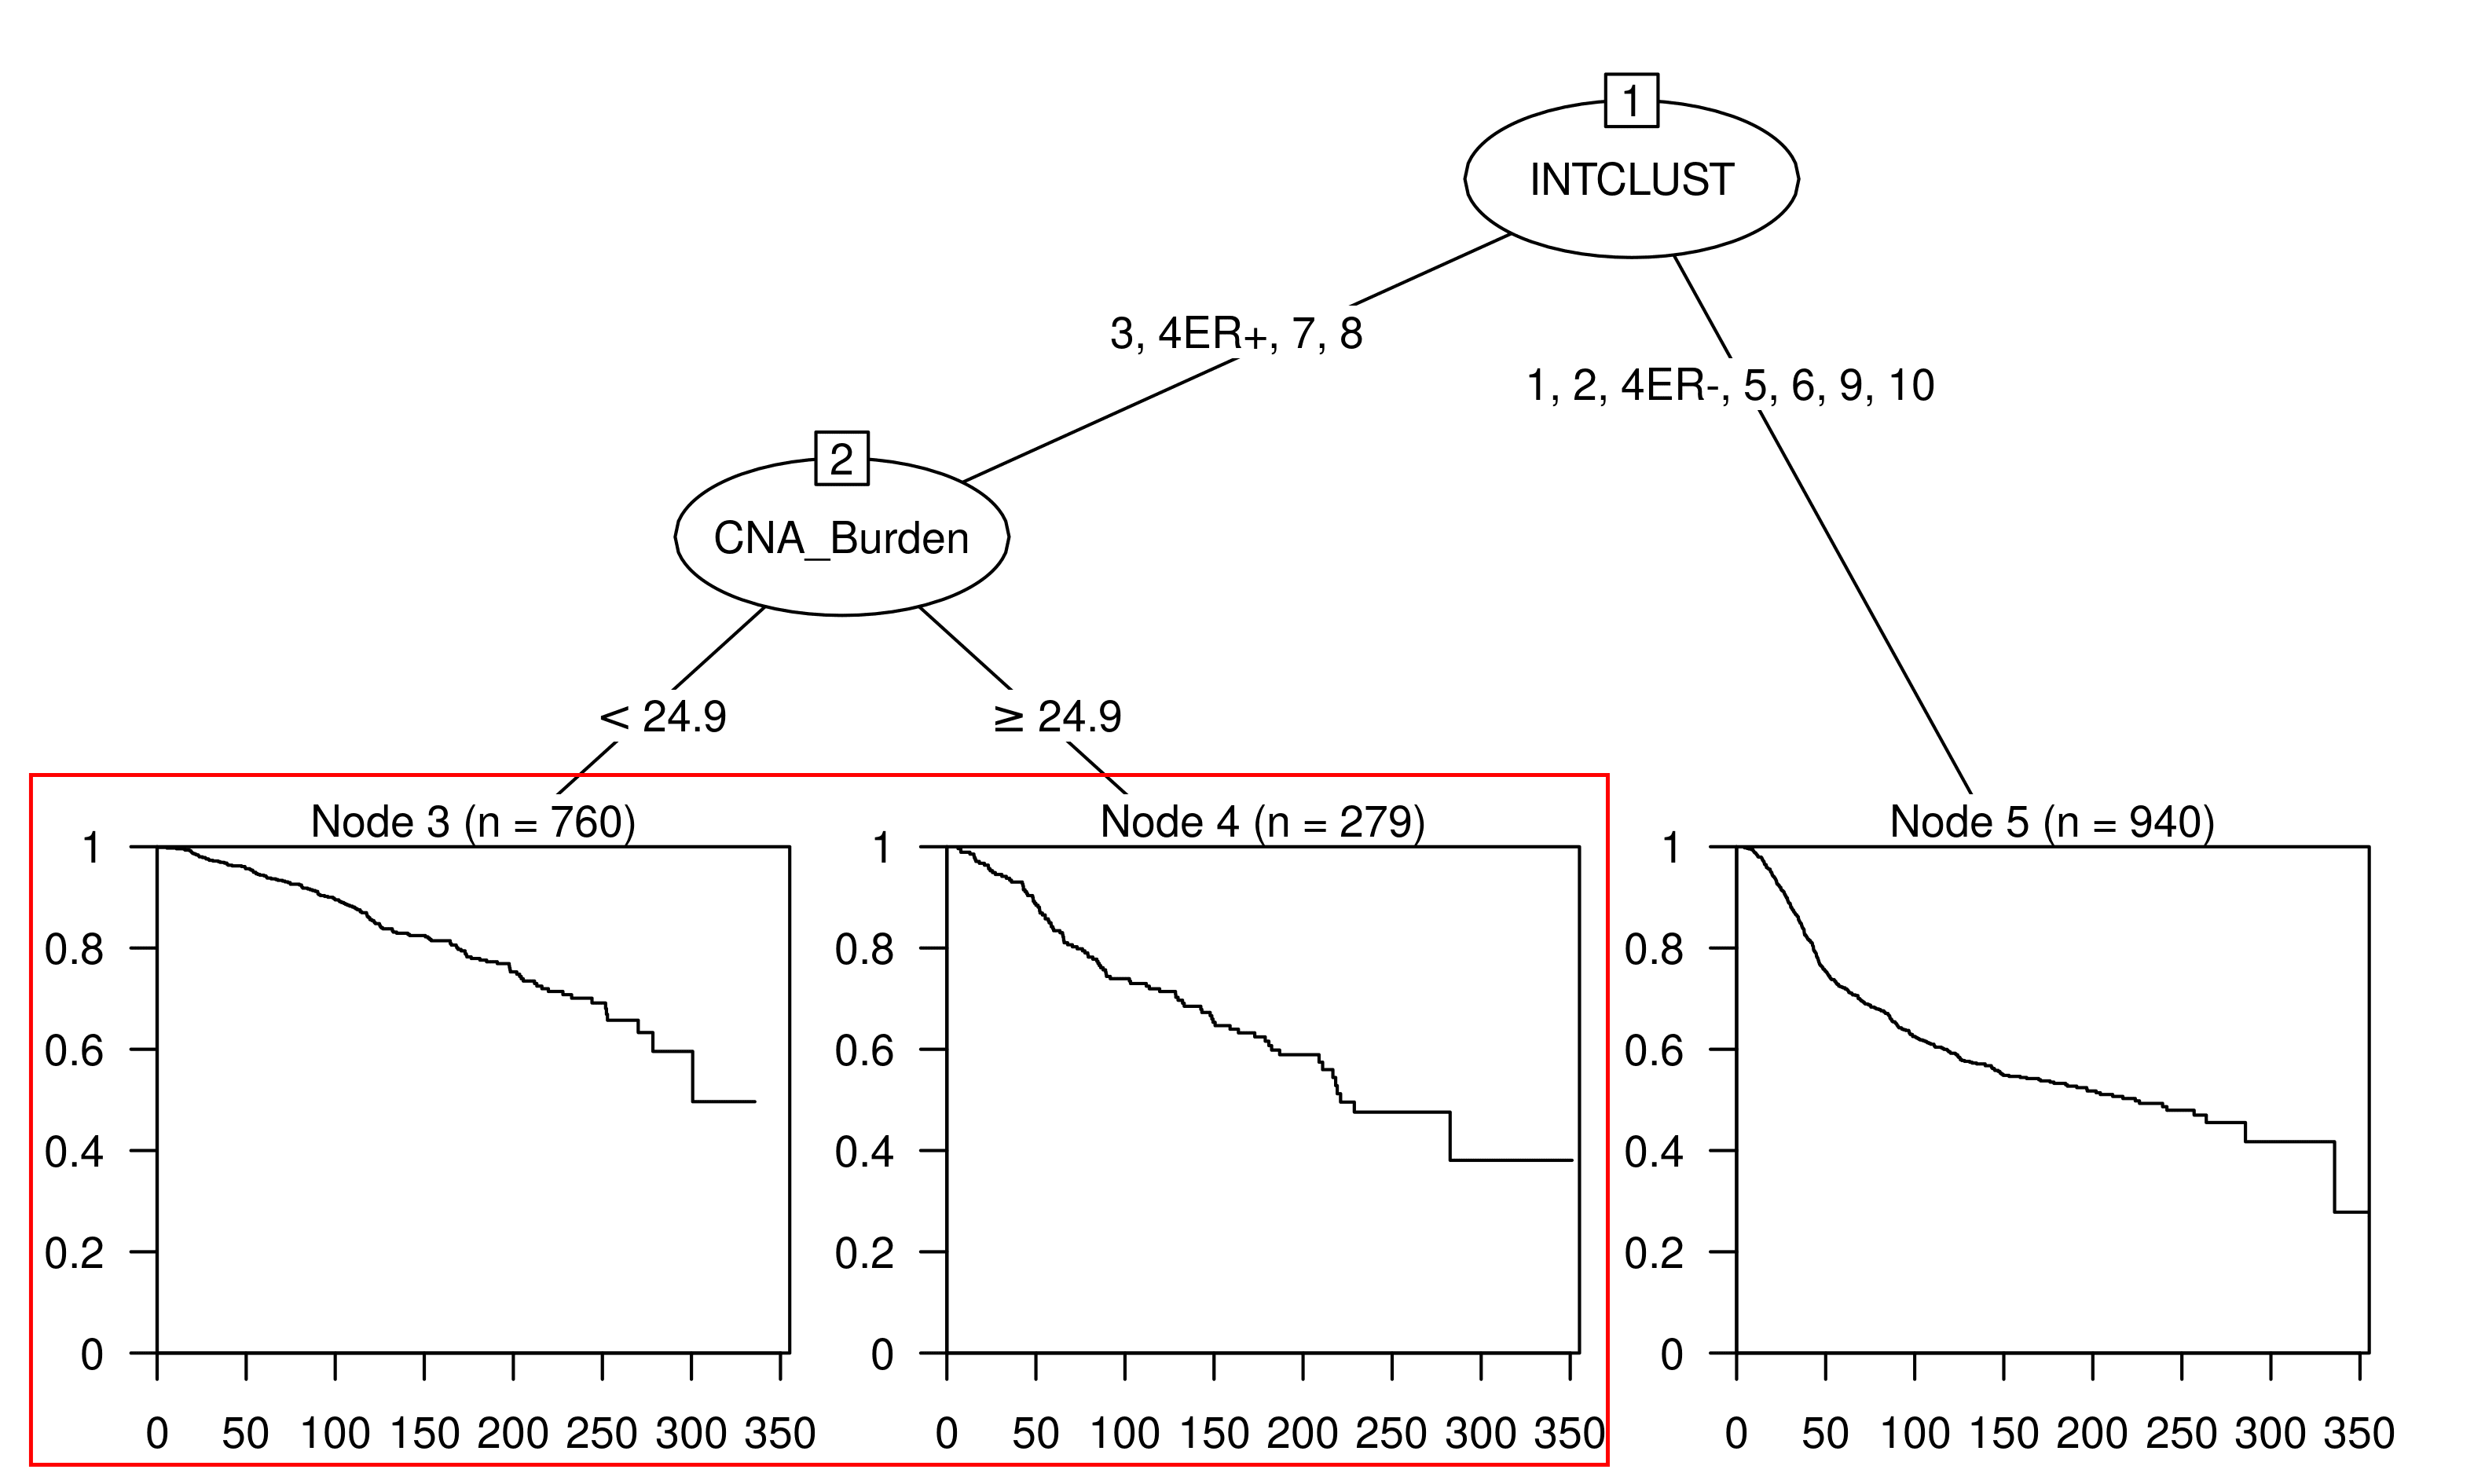 1
INTCLUST
3, 4ER+, 7, 8
1, 2, 4ER-, 5, 6, 9, 10
2
CNA_Burden
< 24.9
≥ 24.9
Node 3 (n = 760)
1
0.8
0.6
0.4
0.2
0
0 50 100 150 200 250 300 350
Node 4 (n = 279)
1
0.8
0.6
0.4
0.2
0
0 50 100 150 200 250 300 350
Node 5 (n = 940)
1
0.8
0.6
0.4
0.2
0
0 50 100 150 200 250 300 350